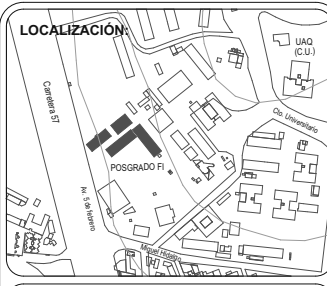 LOCALIZACIÓN:
UAQ
(C.U.)
Carretera 57
Cto. Universitario
POSGRADO FI
Av. 5 de febrero
Miguel Hidalgo